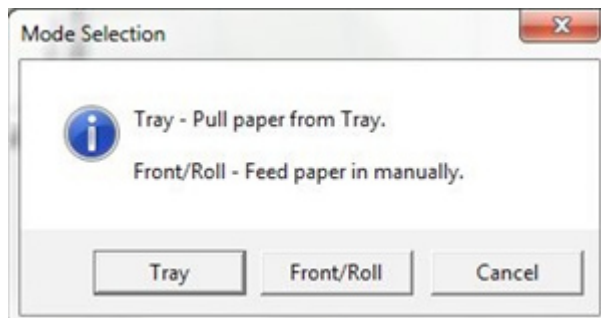 Mode Selection
Tray - Pull paper from Tray.
Front/Roll - Feed paper in manually.
Tray Front/Roll Cancel